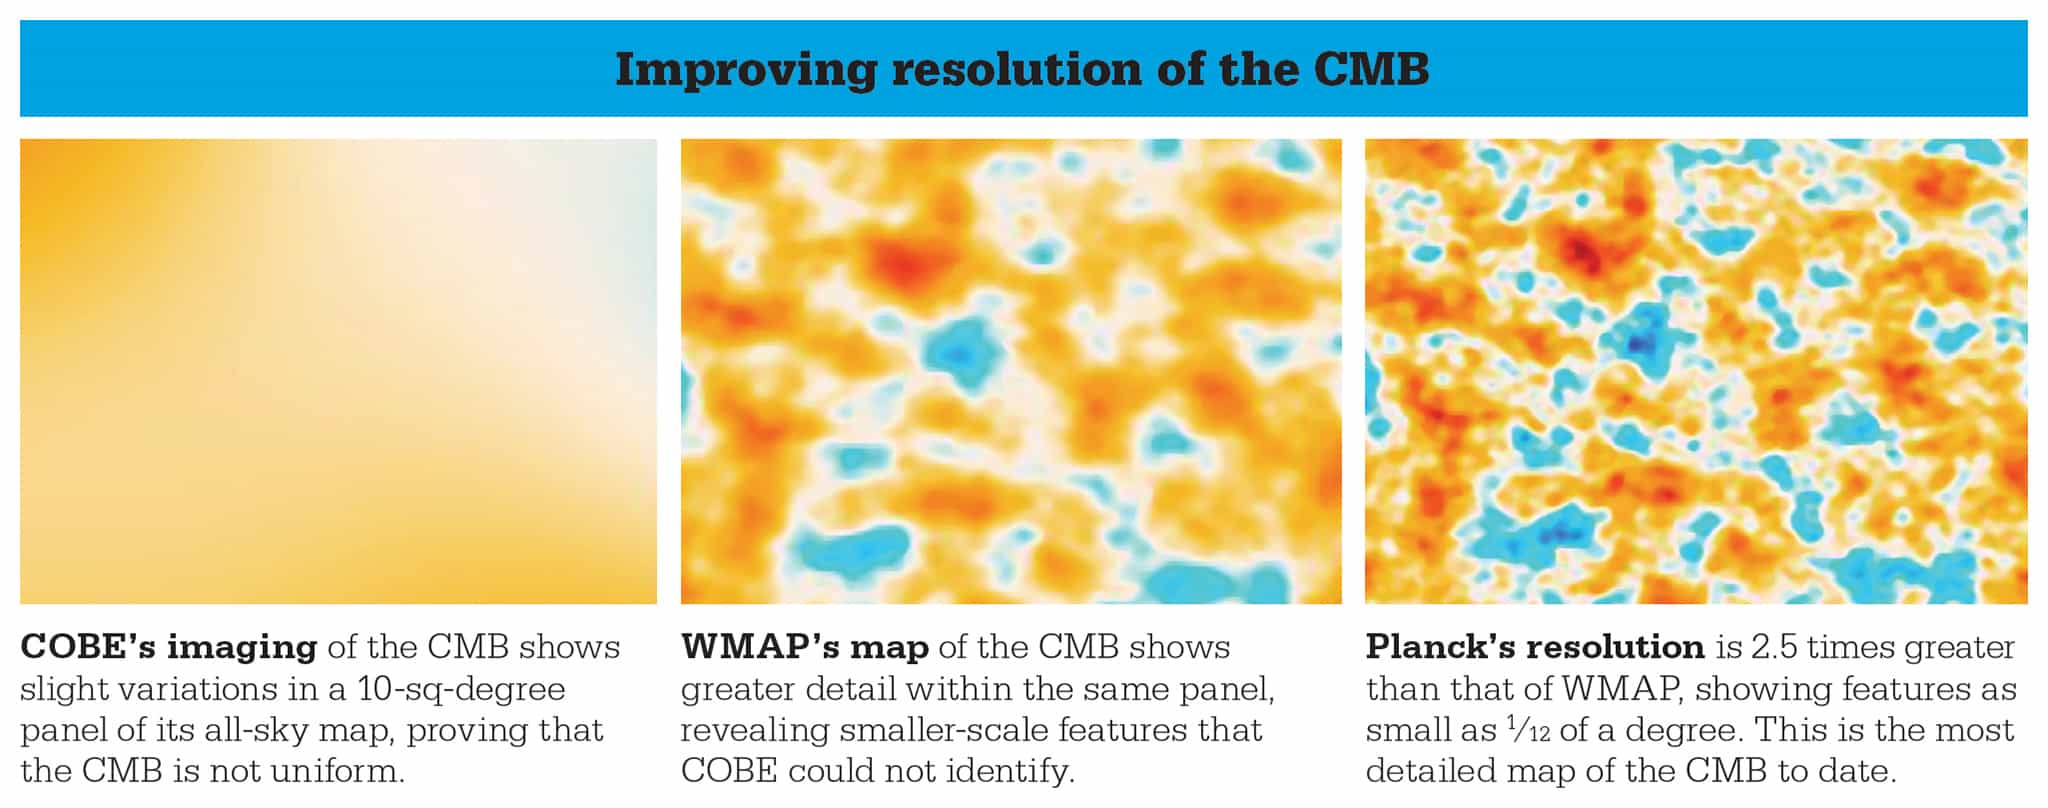 Improving resolution of the CMB
COBE's imaging of the CMB shows
slight variations in a 10-sq-degree
panel of its all-sky map, proving that
the CMB is not uniform.
WMAP's map of the CMB shows
greater detail within the same panel,
revealing smaller-scale features that
COBE could not identify.
Planck's resolution is 2.5 times greater
than that of WMAP, showing features as
small as 1/12 of a degree. This is the most
detailed map of the CMB to date.